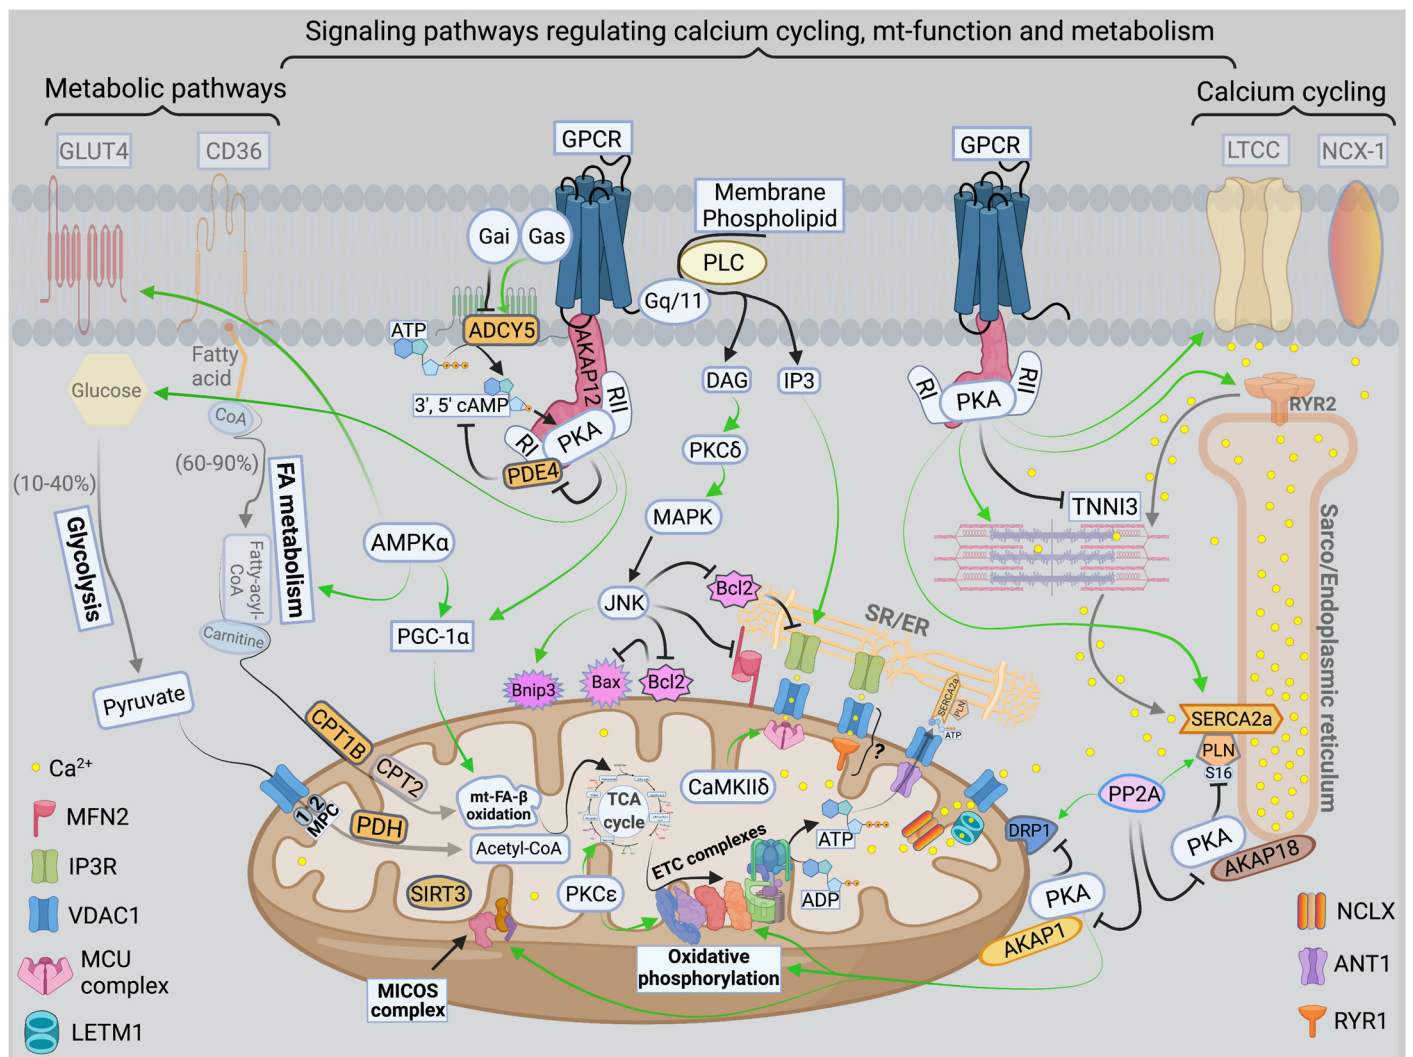 Signaling pathways regulating calcium cycling, mt-function and metabolism
Metabolic pathways
Calcium cycling
GLUT4
CD36
GPCR
GPCR
LTCC
NCX-1
Membrane
Phospholipid
Gai
Gas
PLC
Gq/11
ATP
ADCY5
AKAP12
Fatty
acid
Glucose
CoA
3', 5' cAMP
RII
RI
PKA
PDE4
DAG
IP3
RI
RII
PKA
RYR2
(10-40%)
(60-90%)
FA metabolism
Glycolysis
Fatty-acyl-
CoA
Carnitine
PKCδ
MAPK
TNNI3
AMPKα
JNK
Bcl2
PGC-1α
SR/ER
Sarco/Endoplasmic reticulum
Pyruvate
Bnip3
Bax
Bcl2
SERCA2a
PLN
ATP
SERCA2a
PLN
S16
CPT1B
CPT2
?
Ca²⁺
MFN2
IP3R
VDAC1
MCU
complex
LETM1
1
2
MPC
PDH
mt-FA-β
oxidation
Acetyl-CoA
TCA
cycle
CaMKIIδ
ETC complexes
ATP
ADP
DRP1
PP2A
PKA
AKAP18
PKA
AKAP1
SIRT3
PKCε
Oxidative
phosphorylation
MICOS
complex
NCLX
ANT1
RYR1